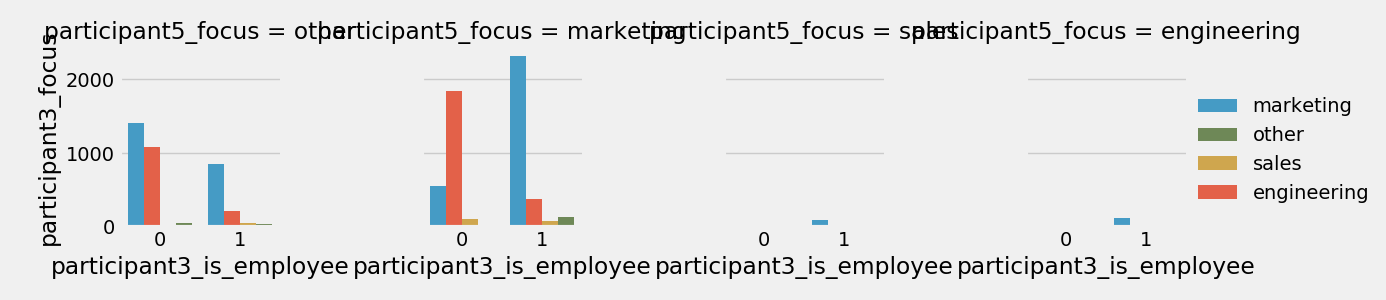 participant5_focus = other
participant5_focus = marketing
participant5_focus = sales
participant5_focus = engineering
participant3_focus
2000
1000
0
0 1
0 1
0 1
0 1
participant3_is_employee
participant3_is_employee
participant3_is_employee
participant3_is_employee
marketing
other
sales
engineering